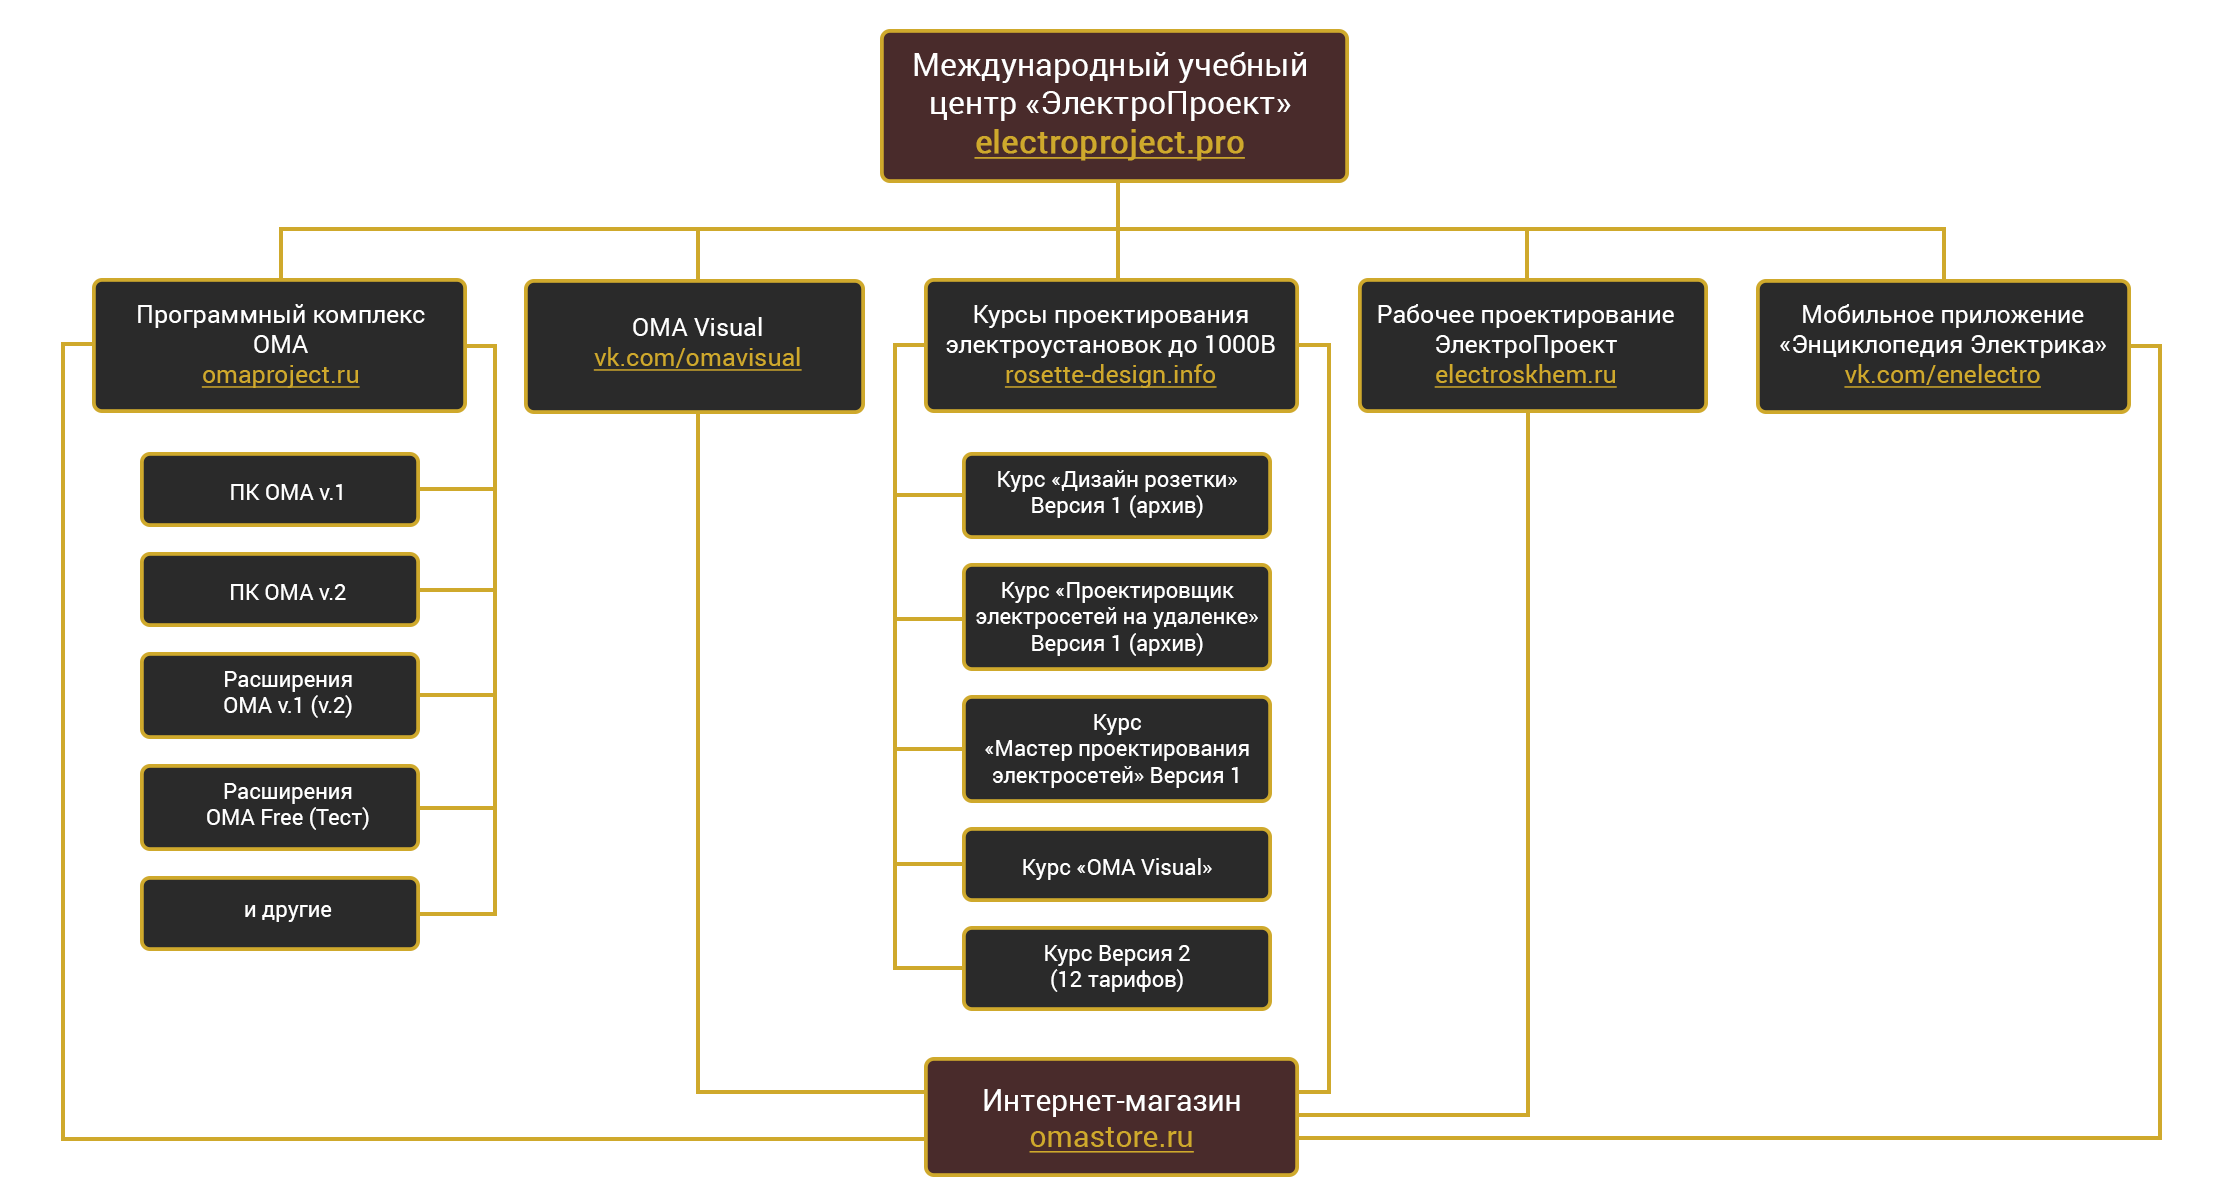 Международный учебный
центр «ЭлектроПроект»
electroproject.pro
Программный комплекс
ОМА
omaproject.ru
ОМА Visual
vk.com/omavisual
Курсы проектирования
электроустановок до 1000В
rosette-design.info
Рабочее проектирование
ЭлектроПроект
electroskhem.ru
Мобильное приложение
«Энциклопедия Электрика»
vk.com/enelectro
ПК ОМА v.1
ПК ОМА v.2
Расширения
ОМА v.1 (v.2)
Расширения
ОМА Free (Тест)
и другие
Курс «Дизайн розетки»
Версия 1 (архив)
Курс «Проектировщик
электросетей на удаленке»
Версия 1 (архив)
Курс
«Мастер проектирования
электросетей» Версия 1
Курс «ОМА Visual»
Курс Версия 2
(12 тарифов)
Интернет-магазин
omastore.ru